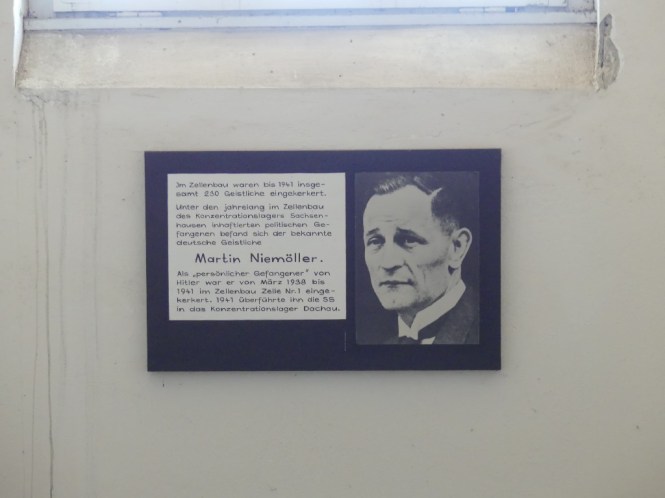 Im Zellenbau waren bis 1941 insge-
samt 250 Geistliche eingekerkert.
Unter den jahrelang im Zellenbau
des Konzentrationslagers Sachsen-
hausen inhaftierten politischen Ge-
fangenen befand sich der bekannte
deutsche Geistliche
Martin Niemöller.
Als „persönlicher Gefangener" von
Hitler war er von März 1938 bis
1941 im Zellenbau Zelle Nr.1 einge-
kerkert. 1941 überführte ihn die SS
in das Konzentrationslager Dachau.